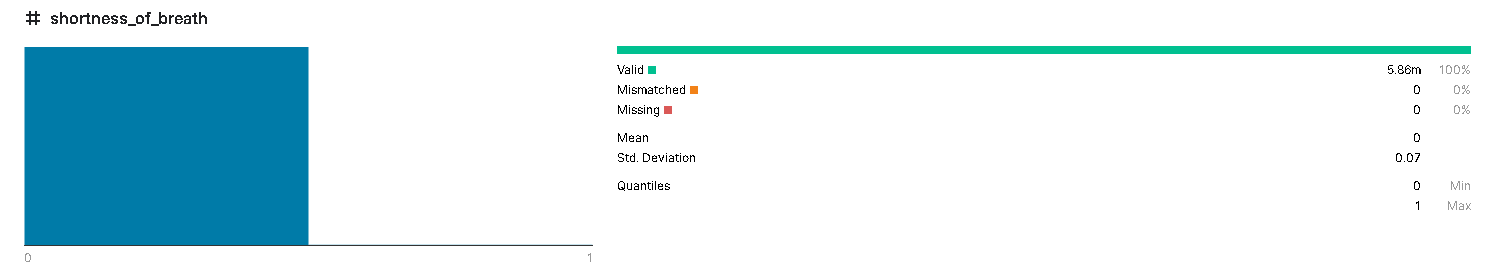 # shortness_of_breath
Valid 5.86m 100%
Mismatched 0 0%
Missing 0 0%
Mean 0
Std. Deviation 0.07
Quantiles 0 Min
1 Max
0 1